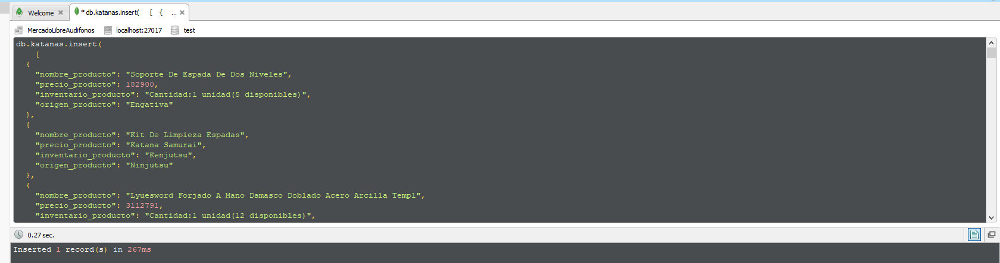 Welcome
* db.katanas.insert( [ { ...
MercadoLibreAudifonos localhost:27017 test
db.katanas.insert(
[
{
"nombre_producto": "Soporte De Espada De Dos Niveles",
"precio_producto": 182900,
"inventario_producto": "Cantidad:1 unidad(5 disponibles)",
"origen_producto": "Engativa"
},
{
"nombre_producto": "Kit De Limpieza Espadas",
"precio_producto": "Katana Samurai",
"inventario_producto": "Kenjutsu",
"origen_producto": "Ninjutsu"
},
{
"nombre_producto": "Lyuesword Forjado A Mano Damasco Doblado Acero Arcilla Templ",
"precio_producto": 3112791,
"inventario_producto": "Cantidad:1 unidad(12 disponibles)",
0.27 sec.
Inserted 1 record(s) in 267ms